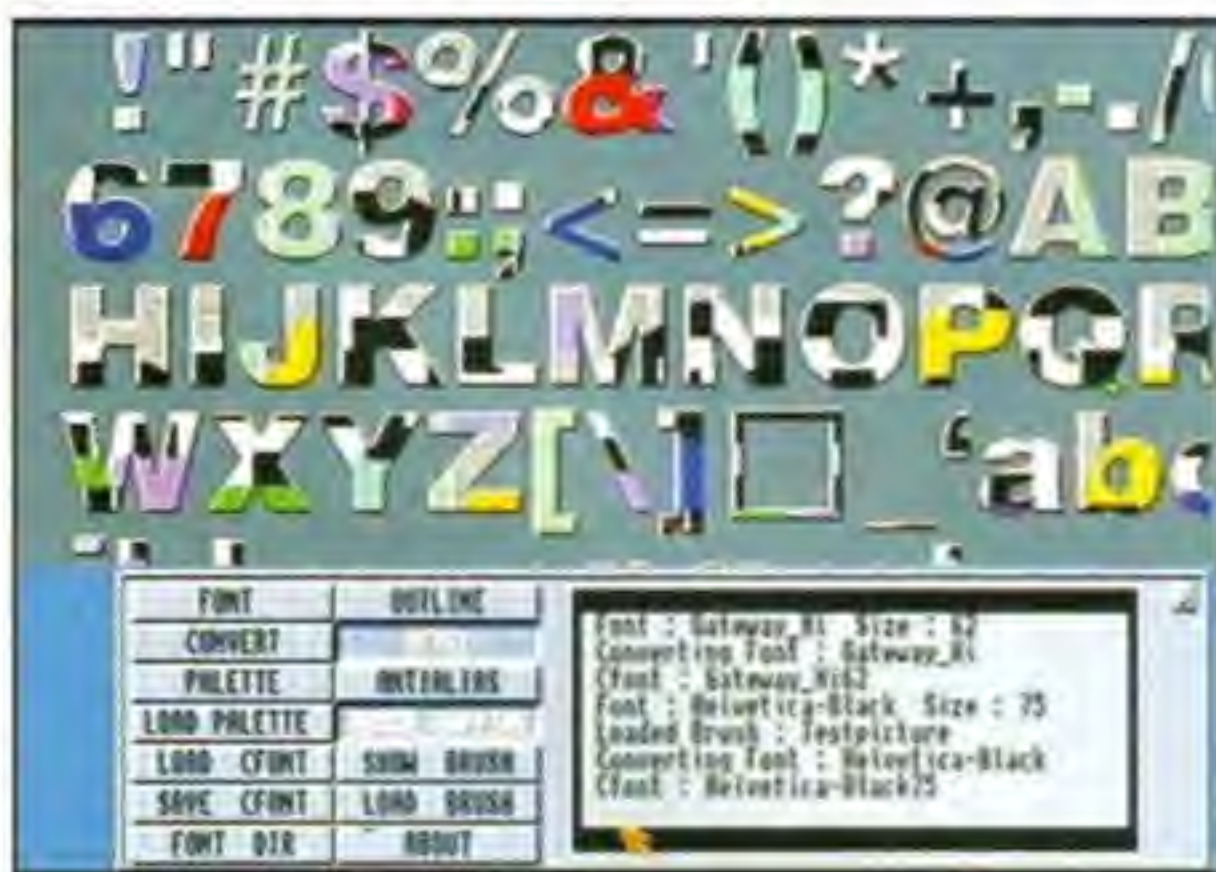 !"#$%&'()*+,-./
6789:;<=>?@AB
HIJKLMNOPQR
WXYZ[\]_‘abc
FONT OUTLINE
CONVERT
PALETTE ANTIALIAS
LOAD PALETTE
LOAD CFONT SHOW BRUSH
SAVE CFONT LOAD BRUSH
FONT DIR ABOUT
Font : Gateway_Hi Size : 62
Converting Font : Gateway_Hi
Cfont : Gateway_Hi62
Font : Helvetica-Black Size : 75
Loaded Brush : Testpicture
Converting Font : Helvetica-Black
Cfont : Helvetica-Black75